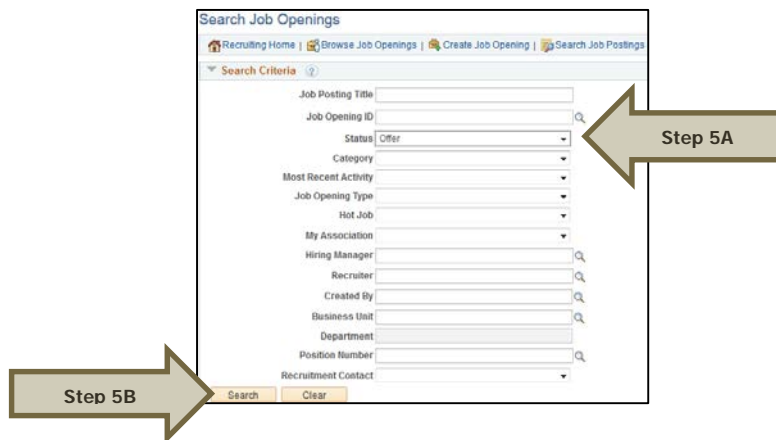 Search Job Openings
Recruiting Home | Browse Job Openings | Create Job Opening | Search Job Postings
Search Criteria ?
Job Posting Title
Job Opening ID
Status Offer
Step 5A
Category
Most Recent Activity
Job Opening Type
Hot Job
My Association
Hiring Manager
Recruiter
Created By
Business Unit
Department
Position Number
Recruitment Contact
Step 5B
Search Clear